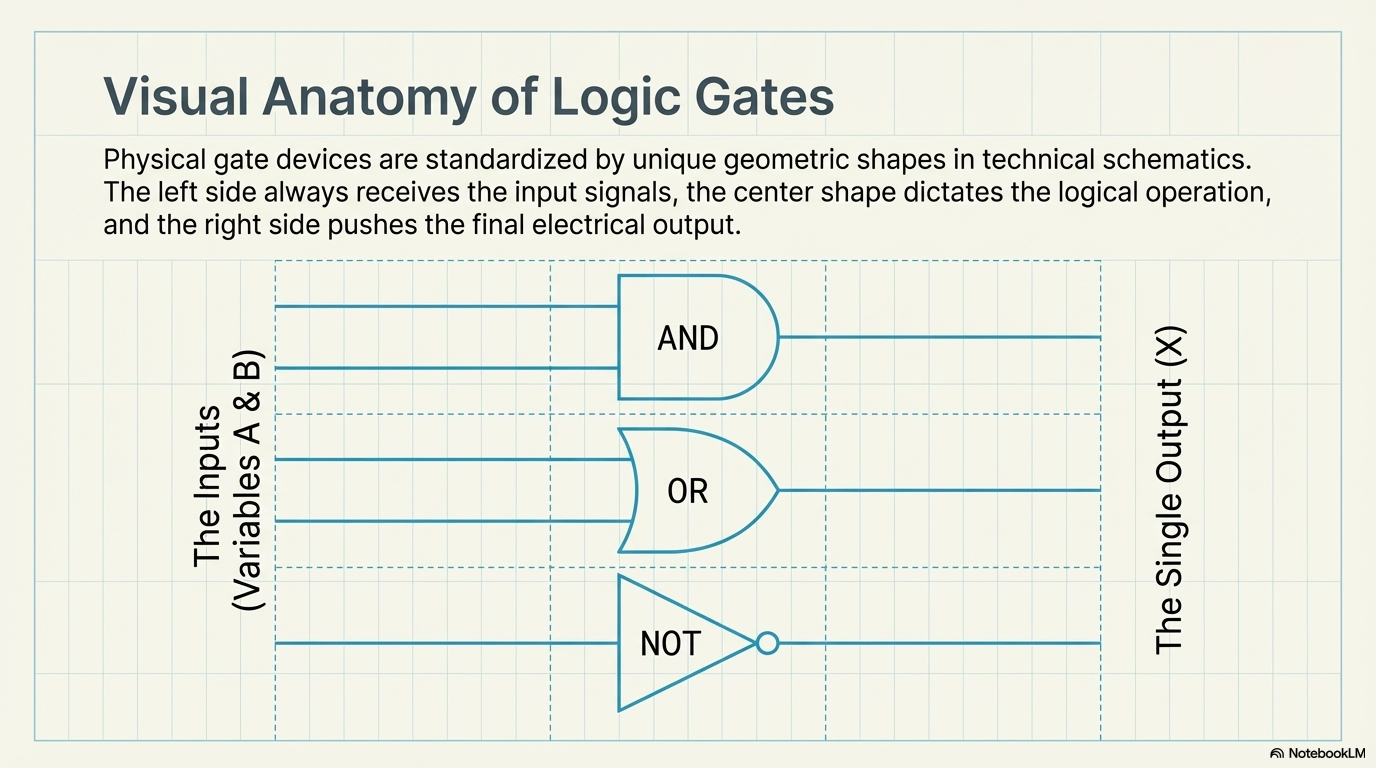 Visual Anatomy of Logic Gates
Physical gate devices are standardized by unique geometric shapes in technical schematics.
The left side always receives the input signals, the center shape dictates the logical operation,
and the right side pushes the final electrical output.
The Inputs
(Variables A & B)
AND
OR
NOT
The Single Output (X)
NotebookLM